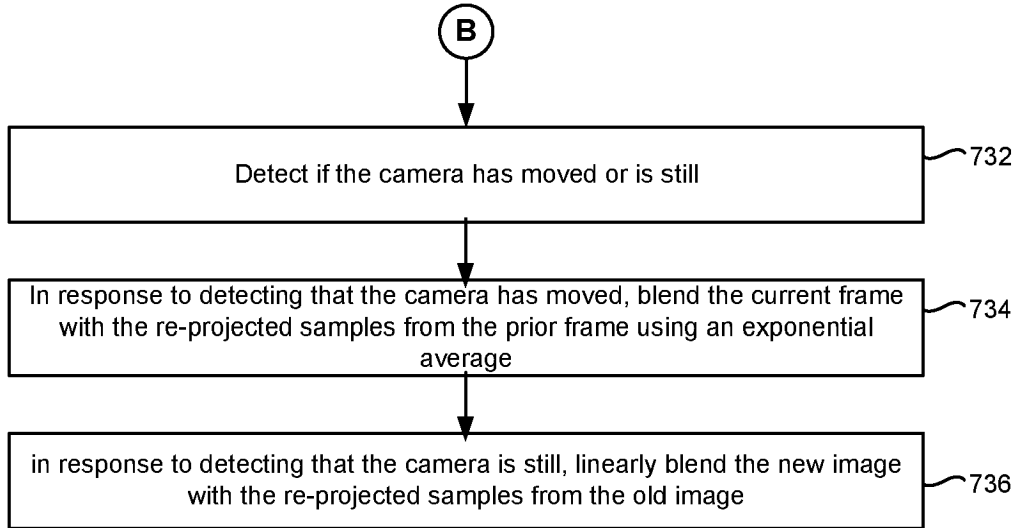 B
Detect if the camera has moved or is still
732
In response to detecting that the camera has moved, blend the current frame
with the re-projected samples from the prior frame using an exponential
average
734
in response to detecting that the camera is still, linearly blend the new image
with the re-projected samples from the old image
736